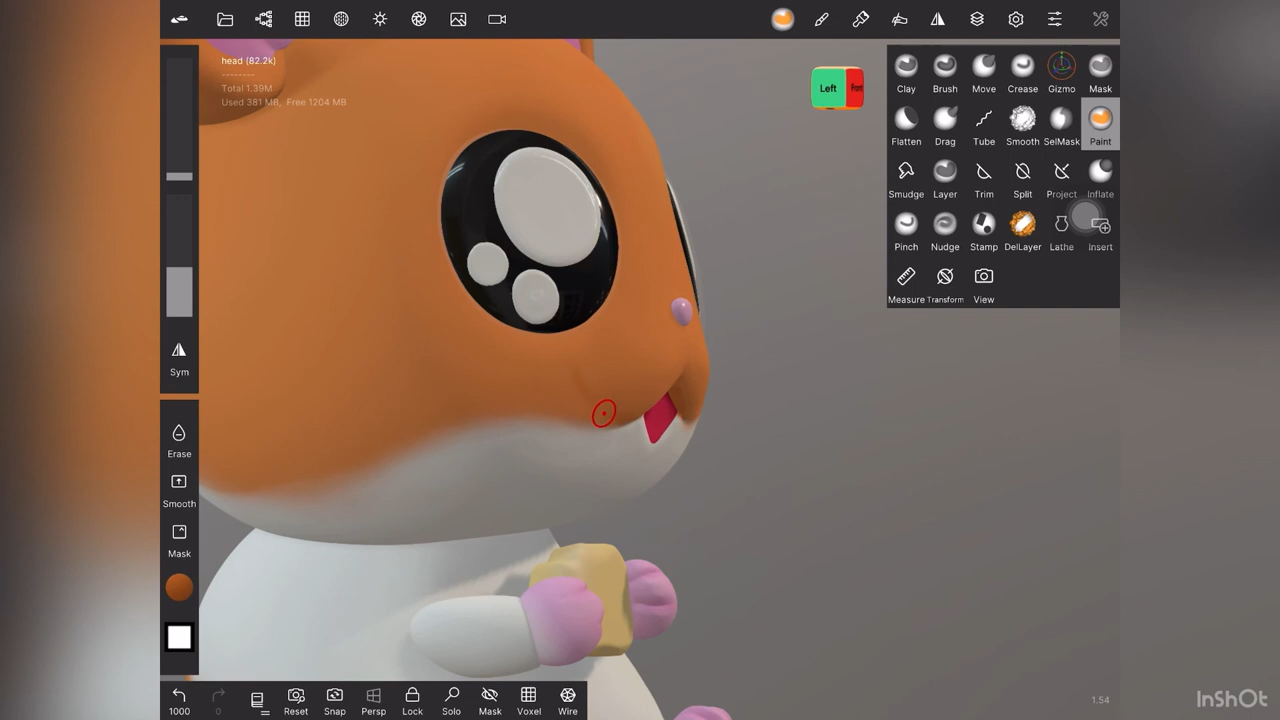 head (82.2k)
--------
Total 1.39M
Used 381 MB, Free 1204 MB
Left Front
Clay Brush Move Crease Gizmo Mask
Flatten Drag Tube Smooth SelMask Paint
Smudge Layer Trim Split Project Inflate
Pinch Nudge Stamp DelLayer Lathe Insert
Measure Transform View
Sym
Erase
Smooth
Mask
1000 0 Reset Snap Persp Lock Solo Mask Voxel Wire
1.54
InShOt